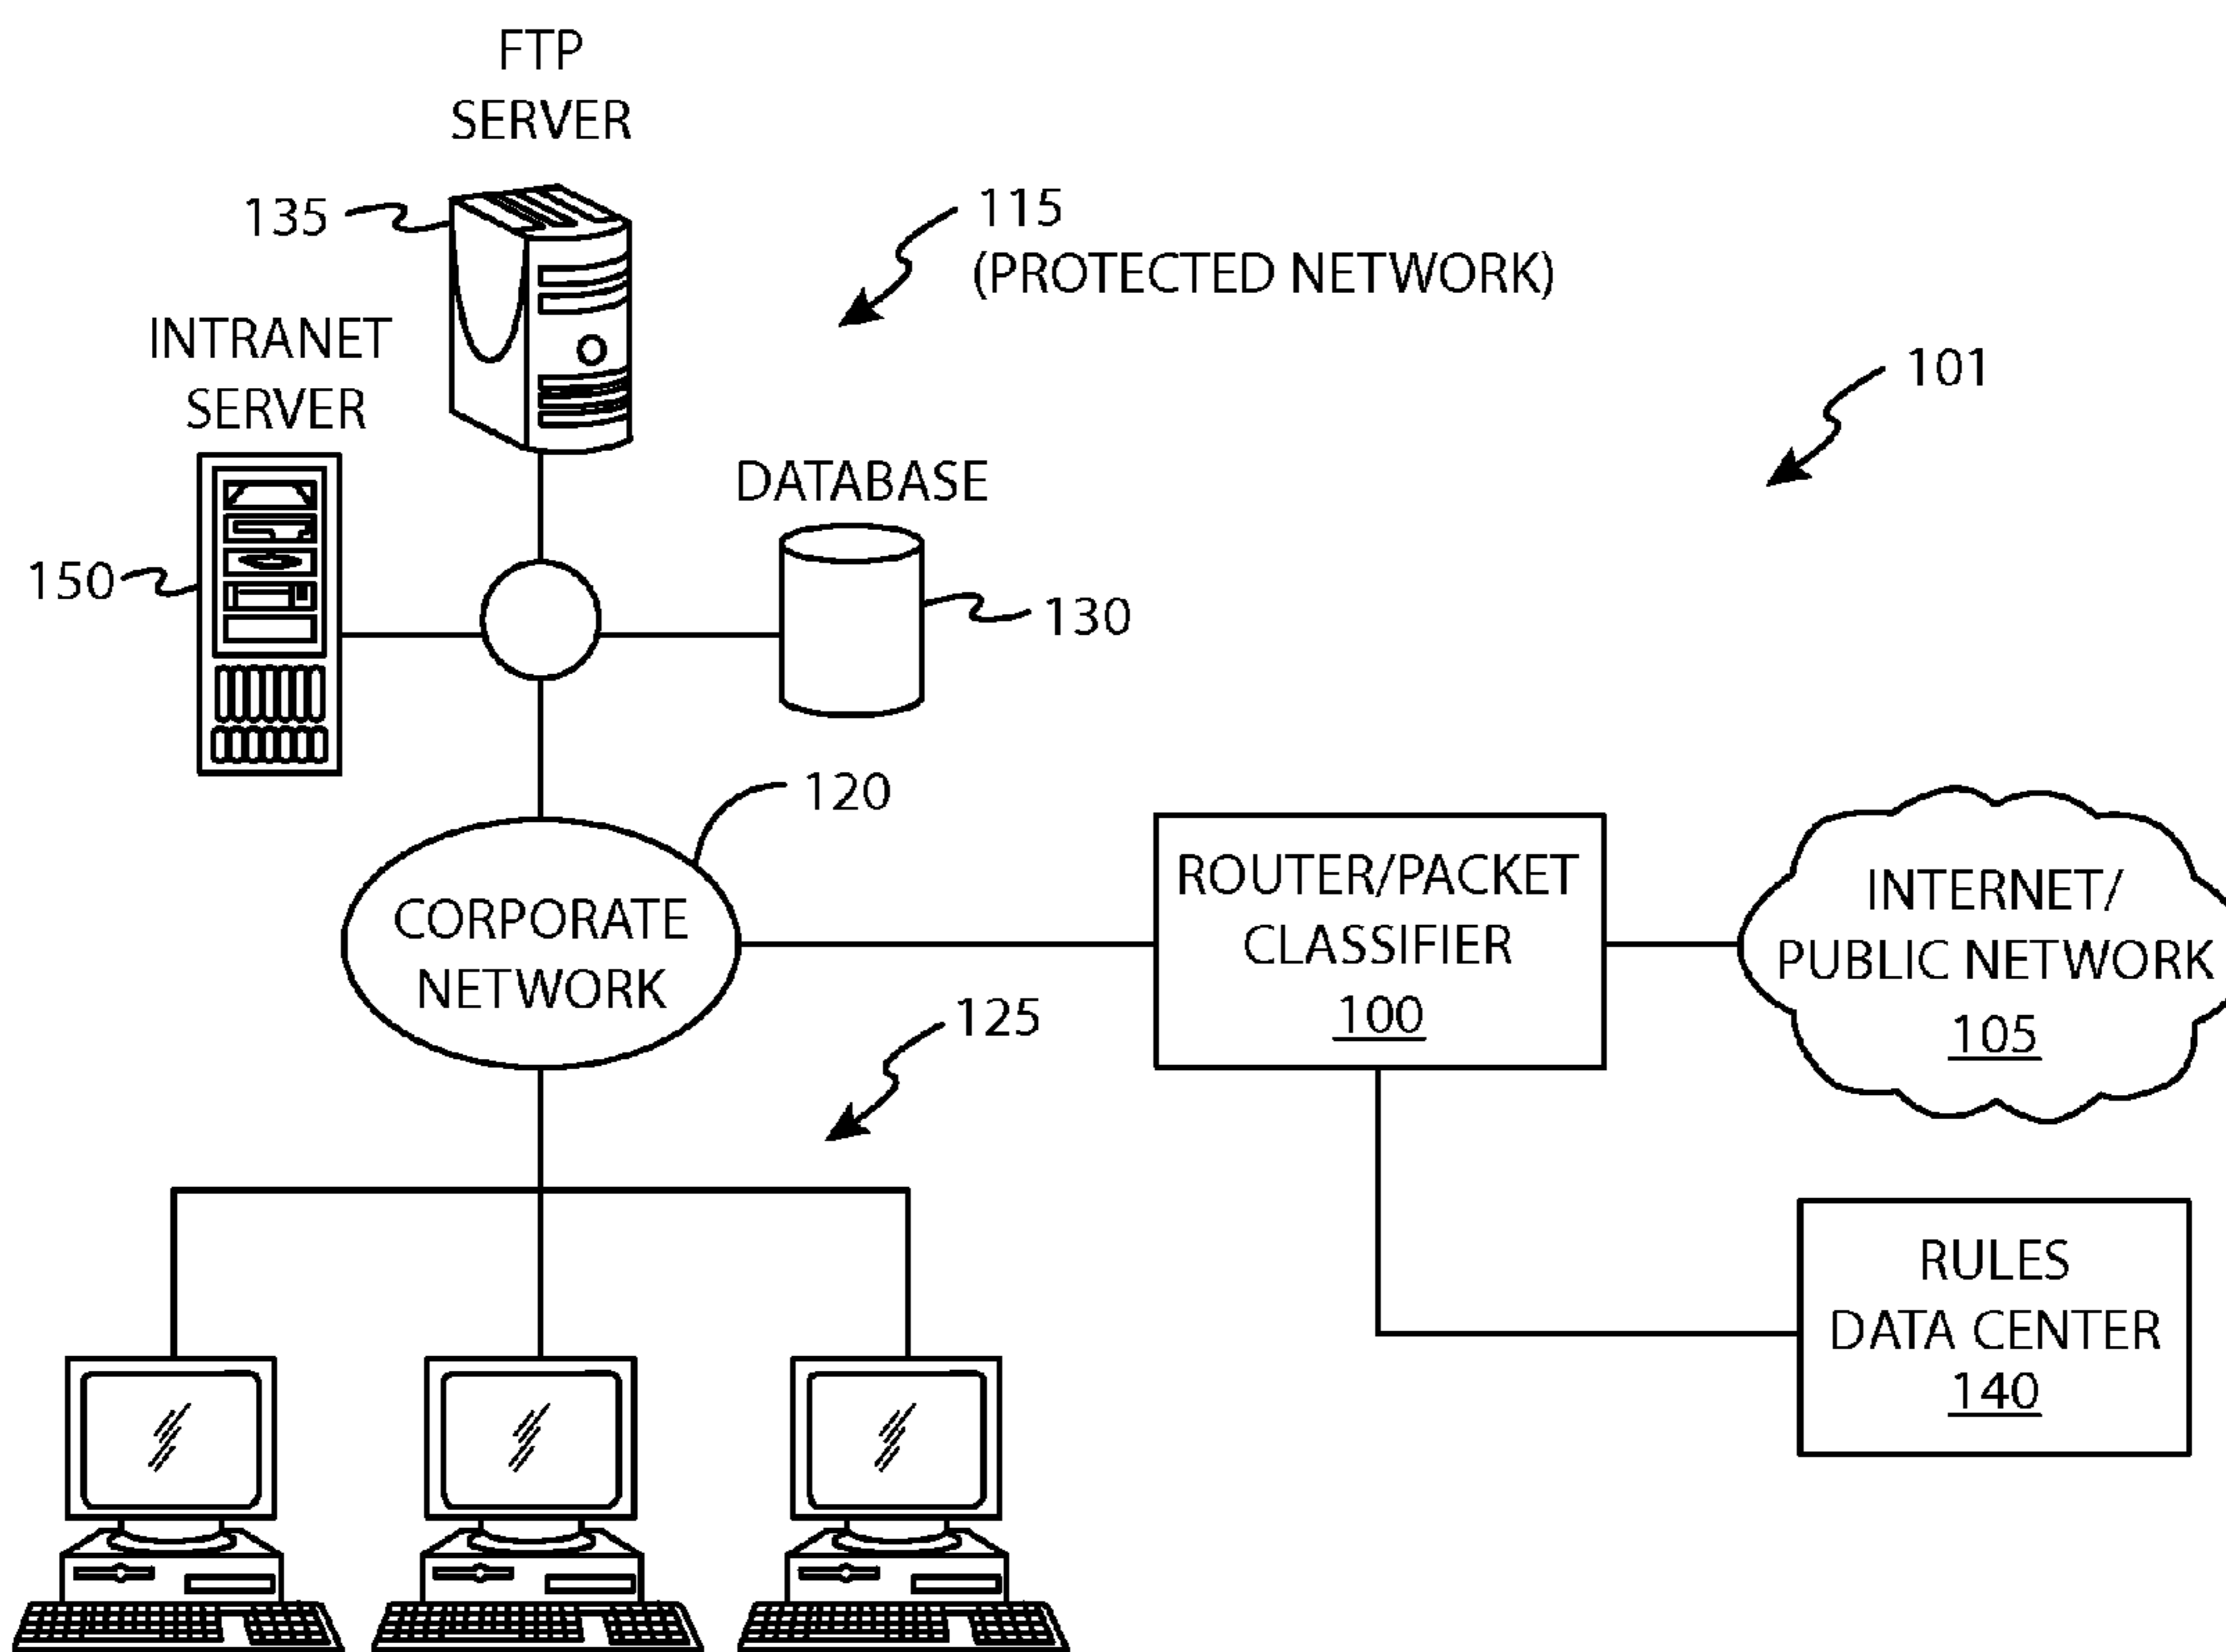 FTP
SERVER
135
115
(PROTECTED NETWORK)
INTRANET
SERVER
101
DATABASE
150
130
120
CORPORATE
NETWORK
ROUTER/PACKET
CLASSIFIER
100
INTERNET/
PUBLIC NETWORK
105
125
RULES
DATA CENTER
140